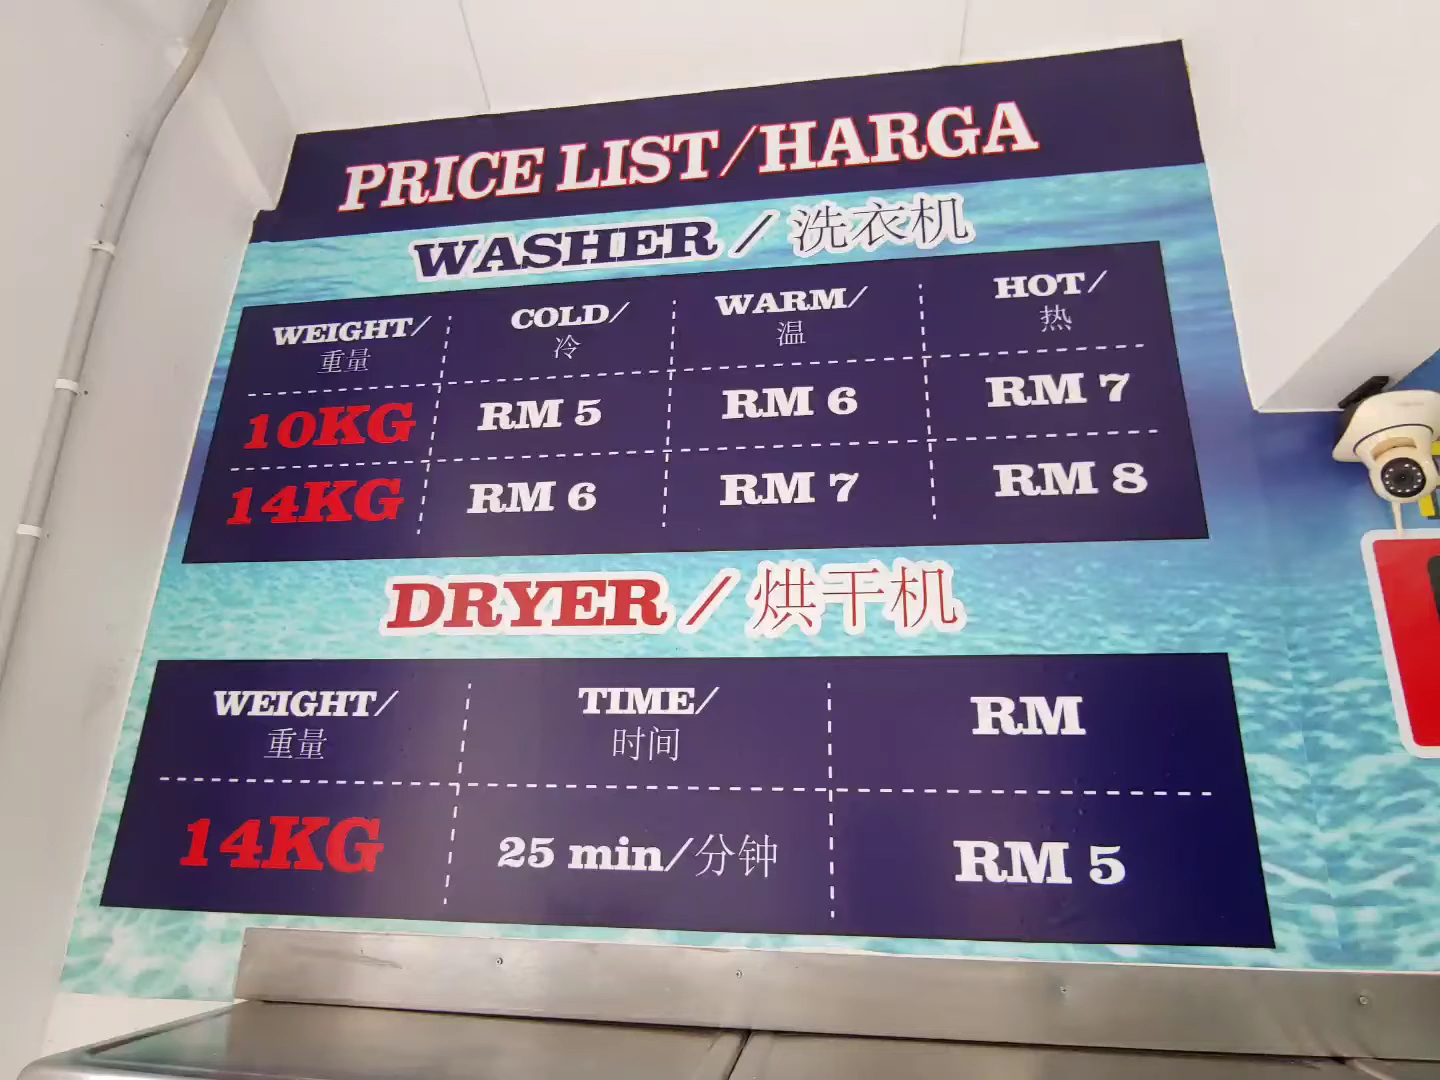 PRICE LIST/HARGA
WASHER / 洗衣机
WEIGHT/ COLD/ WARM/ HOT/
重量 冷 温 热
10KG RM 5 RM 6 RM 7
14KG RM 6 RM 7 RM 8
DRYER / 烘干机
WEIGHT/ TIME/ RM
重量 时间
14KG 25 min/分钟 RM 5